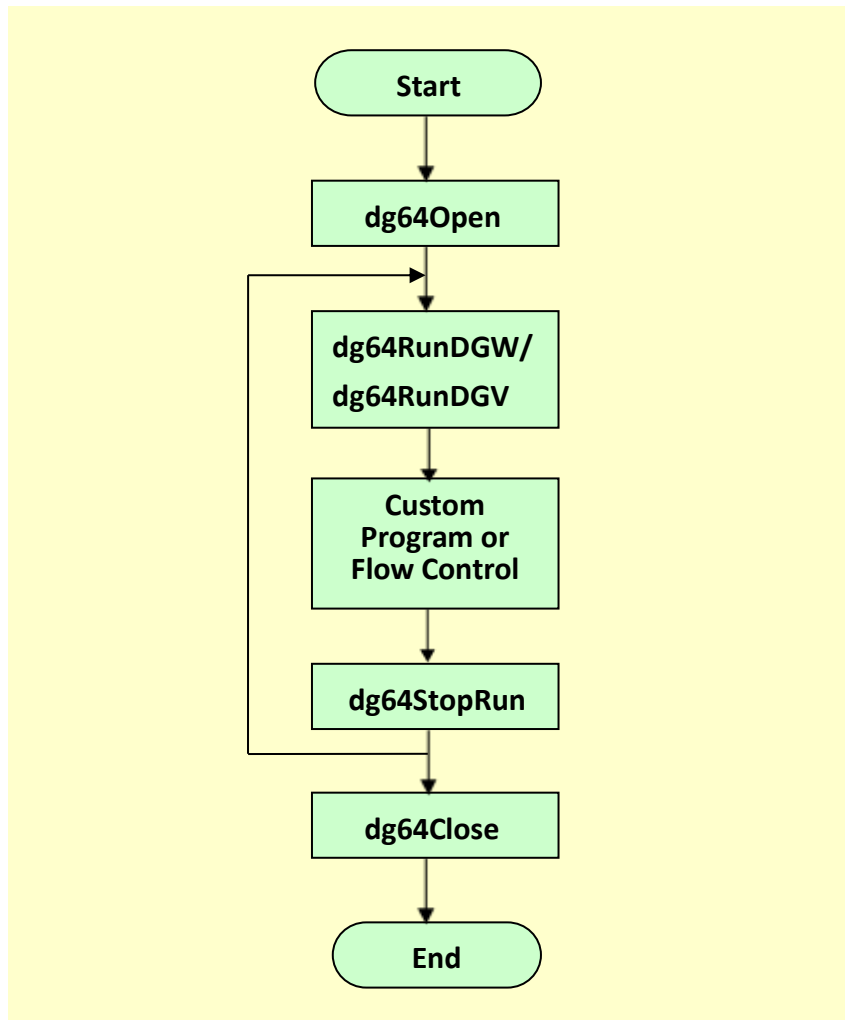 Start
dg64Open
dg64RunDGW/
dg64RunDGV
Custom
Program or
Flow Control
dg64StopRun
dg64Close
End